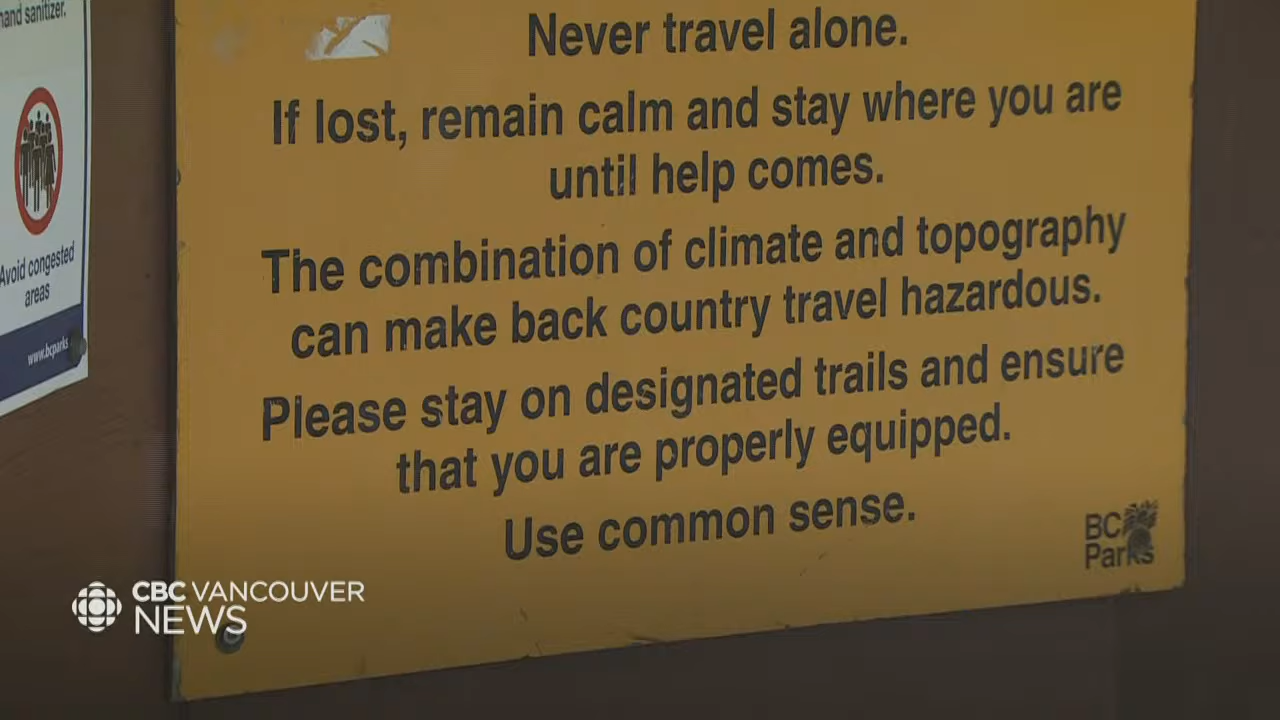 hand sanitizer.
Avoid congested
areas
www.bcparks
Never travel alone.
If lost, remain calm and stay where you are
until help comes.
The combination of climate and topography
can make back country travel hazardous.
Please stay on designated trails and ensure
that you are properly equipped.
Use common sense.
BC
Parks
CBC VANCOUVER
NEWS